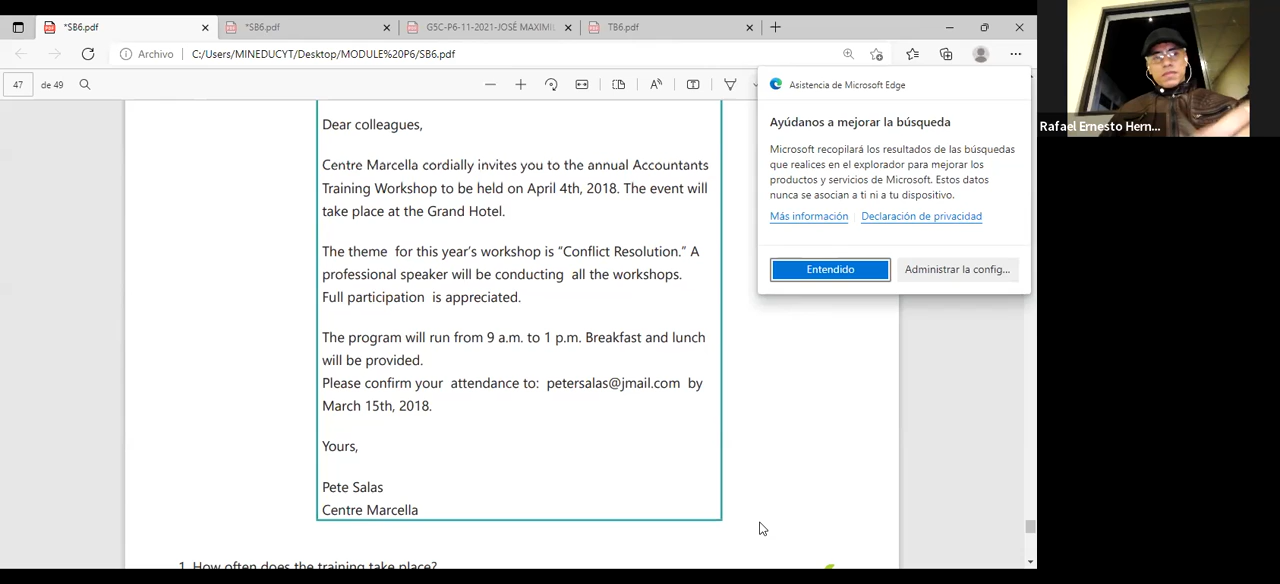 *SB6.pdf
*SB6.pdf
G5C-P6-11-2021-JOSÉ MAXIMI
TB6.pdf
Archivo
C:/Users/MINEDUCYT/Desktop/MODULE%20P6/SB6.pdf
47 de 49
Asistencia de Microsoft Edge
Ayúdanos a mejorar la búsqueda
Microsoft recopilará los resultados de las búsquedas
que realices en el explorador para mejorar los
productos y servicios de Microsoft. Estos datos
nunca se asocian a ti ni a tu dispositivo.
Más información Declaración de privacidad
Entendido Administrar la config...
Rafael Ernesto Hern...
Dear colleagues,
Centre Marcella cordially invites you to the annual Accountants
Training Workshop to be held on April 4th, 2018. The event will
take place at the Grand Hotel.
The theme for this year's workshop is “Conflict Resolution.” A
professional speaker will be conducting all the workshops.
Full participation is appreciated.
The program will run from 9 a.m. to 1 p.m. Breakfast and lunch
will be provided.
Please confirm your attendance to: petersalas@jmail.com by
March 15th, 2018.
Yours,
Pete Salas
Centre Marcella
1. How often does the training take place?